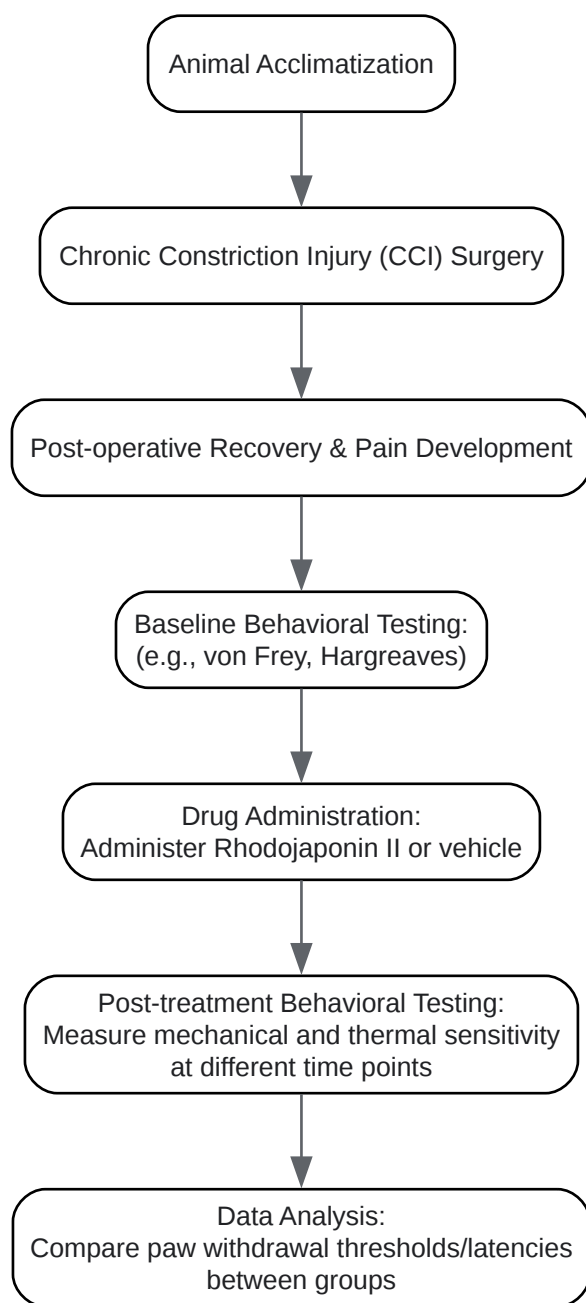 Animal Acclimatization
Chronic Constriction Injury (CCI) Surgery
Post-operative Recovery & Pain Development
Baseline Behavioral Testing:
(e.g., von Frey, Hargreaves)
Drug Administration:
Administer Rhodojaponin II or vehicle
Post-treatment Behavioral Testing:
Measure mechanical and thermal sensitivity
at different time points
Data Analysis:
Compare paw withdrawal thresholds/latencies
between groups